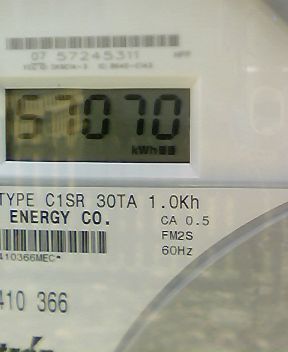 07 57245311
57070
kWh
TYPE C1SR 30TA 1.0Kh
ENERGY CO. CA 0.5
FM2S
410366MEC* 60Hz
410 366